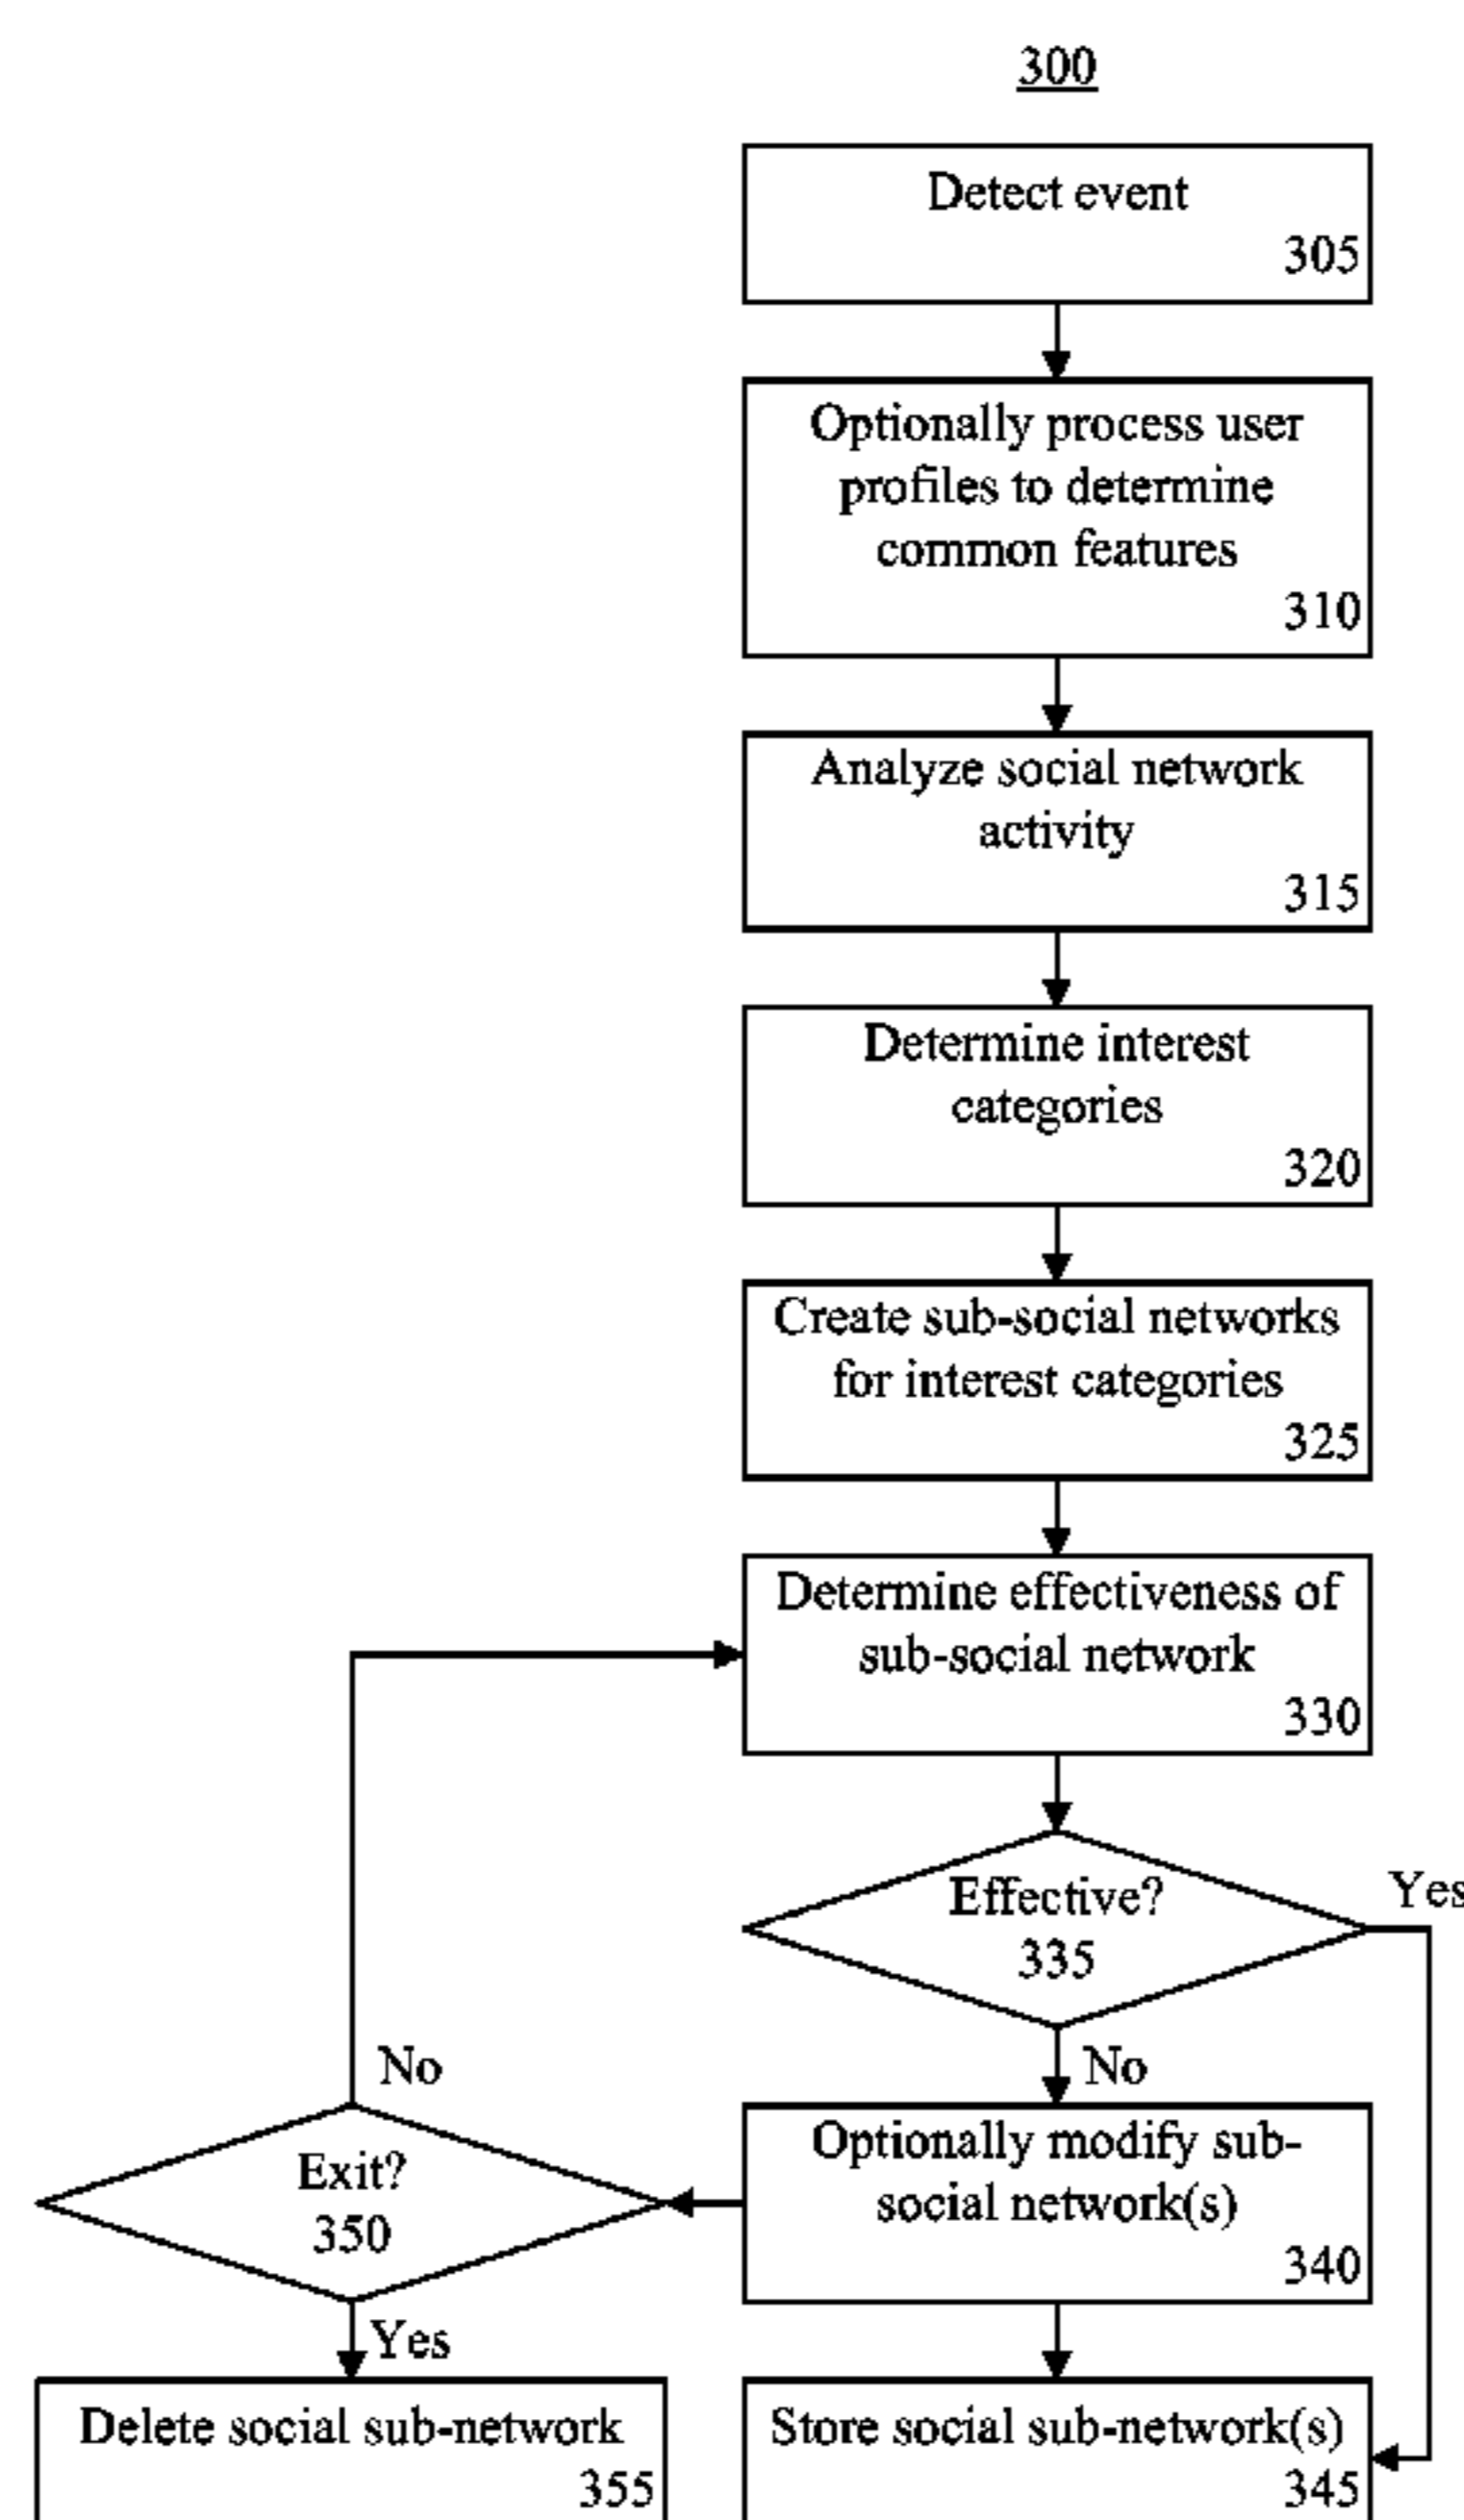 300
Detect event
305
Optionally process user
profiles to determine
common features
310
Analyze social network
activity
315
Determine interest
categories
320
Create sub-social networks
for interest categories
325
Determine effectiveness of
sub-social network
330
Effective?
335
Yes
No
No
Optionally modify sub-
social network(s)
340
Exit?
350
Yes
Delete social sub-network
355
Store social sub-network(s)
345